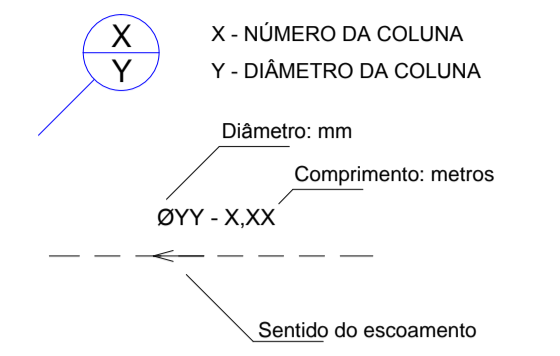 X
Y
X - NÚMERO DA COLUNA
Y - DIÂMETRO DA COLUNA
Diâmetro: mm
Comprimento: metros
ØYY - X,XX
Sentido do escoamento